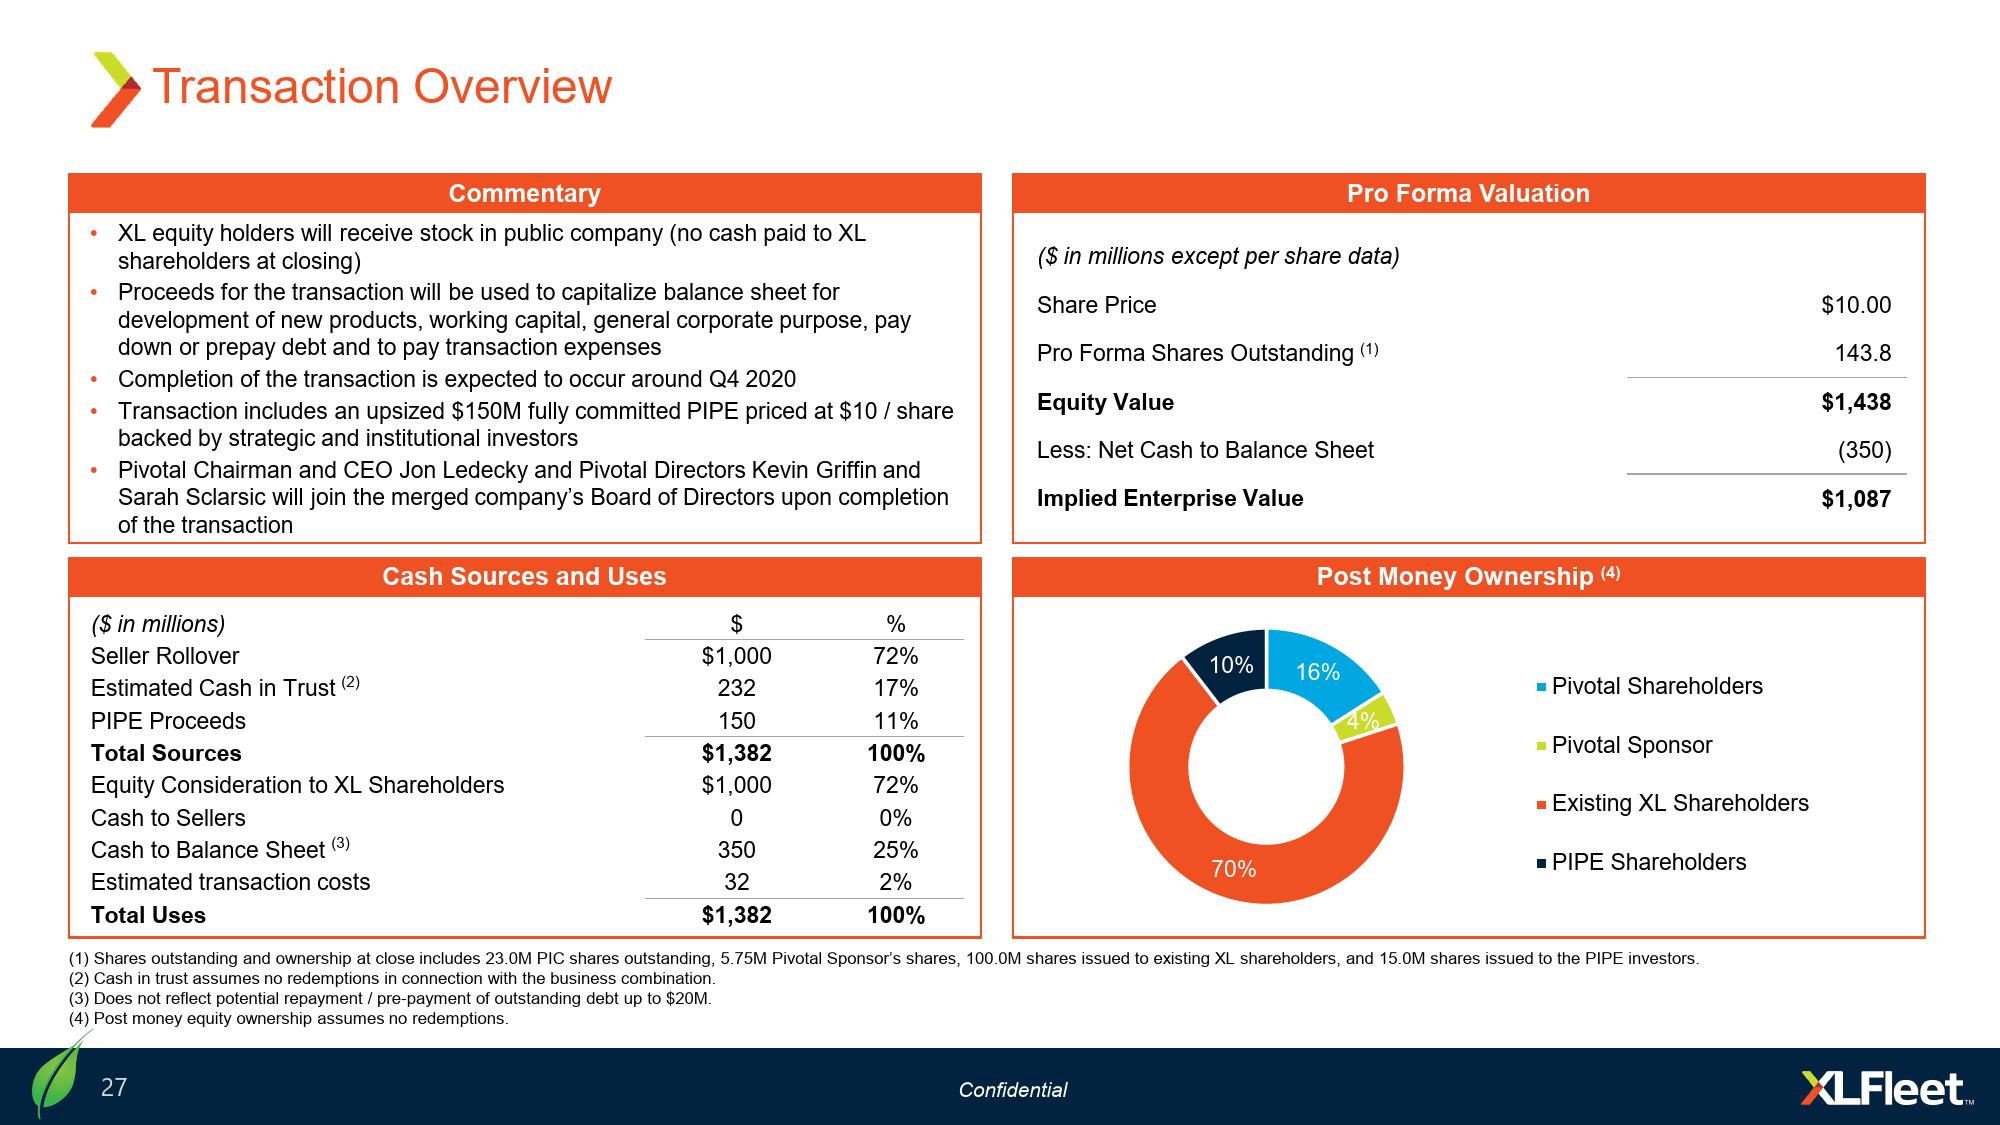 Transaction Overview
Commentary
• XL equity holders will receive stock in public company (no cash paid to XL
shareholders at closing)
• Proceeds for the transaction will be used to capitalize balance sheet for
development of new products, working capital, general corporate purpose, pay
down or prepay debt and to pay transaction expenses
• Completion of the transaction is expected to occur around Q4 2020
• Transaction includes an upsized $150M fully committed PIPE priced at $10 / share
backed by strategic and institutional investors
• Pivotal Chairman and CEO Jon Ledecky and Pivotal Directors Kevin Griffin and
Sarah Sclarsic will join the merged company’s Board of Directors upon completion
of the transaction
Pro Forma Valuation
($ in millions except per share data)
Share Price $10.00
Pro Forma Shares Outstanding (1) 143.8
Equity Value $1,438
Less: Net Cash to Balance Sheet (350)
Implied Enterprise Value $1,087
Cash Sources and Uses
($ in millions) $ %
Seller Rollover $1,000 72%
Estimated Cash in Trust (2) 232 17%
PIPE Proceeds 150 11%
Total Sources $1,382 100%
Equity Consideration to XL Shareholders $1,000 72%
Cash to Sellers 0 0%
Cash to Balance Sheet (3) 350 25%
Estimated transaction costs 32 2%
Total Uses $1,382 100%
Post Money Ownership (4)
10% 16%
4%
70%
Pivotal Shareholders
Pivotal Sponsor
Existing XL Shareholders
PIPE Shareholders
(1) Shares outstanding and ownership at close includes 23.0M PIC shares outstanding, 5.75M Pivotal Sponsor’s shares, 100.0M shares issued to existing XL shareholders, and 15.0M shares issued to the PIPE investors.
(2) Cash in trust assumes no redemptions in connection with the business combination.
(3) Does not reflect potential repayment / pre-payment of outstanding debt up to $20M.
(4) Post money equity ownership assumes no redemptions.
27
Confidential
XLFleet™